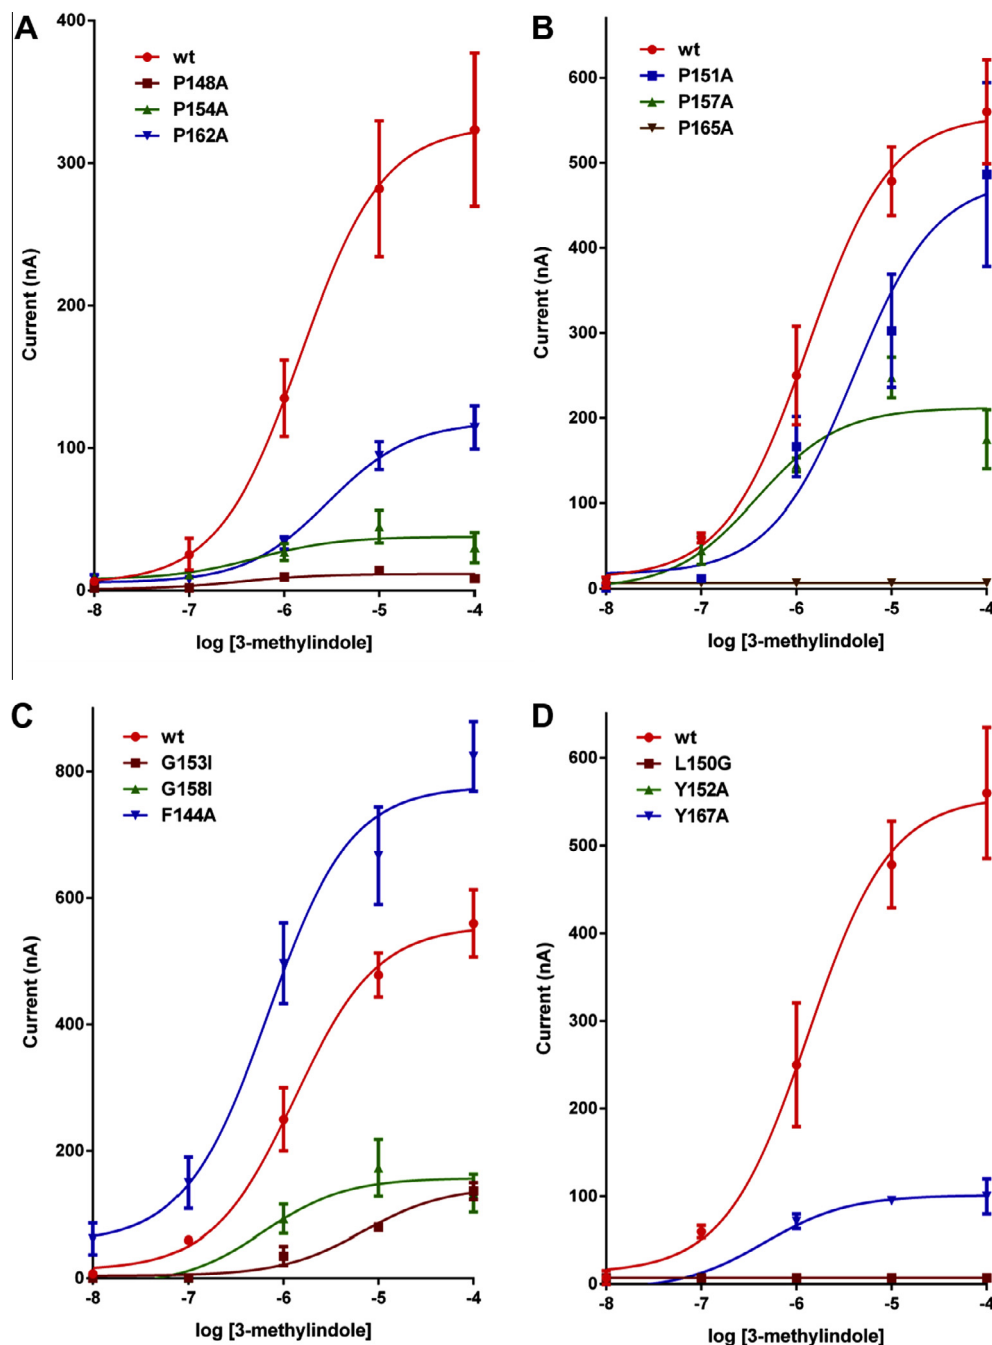 A
400
300
200
100
0
Current (nA)
wt
P148A
P154A
P162A
-8 -7 -6 -5 -4
log [3-methylindole]
B
600
500
400
300
200
100
0
Current (nA)
wt
P151A
P157A
P165A
-8 -7 -6 -5 -4
log [3-methylindole]
C
800
600
400
200
0
Current (nA)
wt
G153I
G158I
F144A
-8 -7 -6 -5 -4
log [3-methylindole]
D
600
500
400
300
200
100
0
Current (nA)
wt
L150G
Y152A
Y167A
-8 -7 -6 -5 -4
log [3-methylindole]